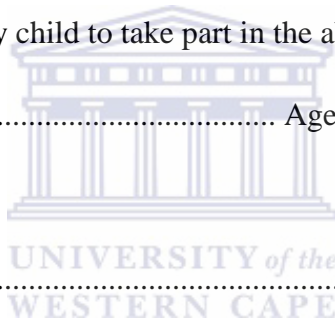 y child to take part in the a
.......................................... Age
UNIVERSITY of the
..........................................
WESTERN CAPE